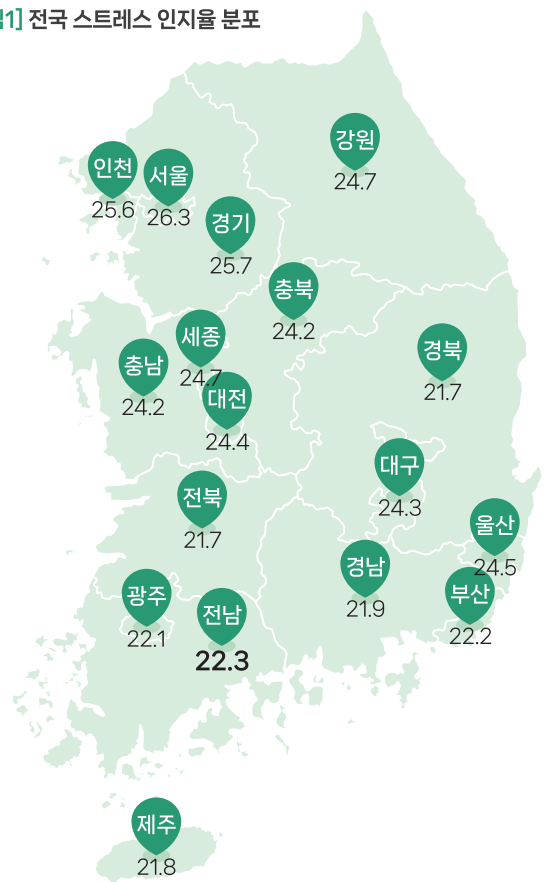 1] 전국 스트레스 인지율 분포
강원
24.7
인천
25.6
서울
26.3
경기
25.7
충북
24.2
세종
24.7
경북
21.7
충남
24.2
대전
24.4
대구
24.3
전북
21.7
울산
24.5
경남
21.9
부산
22.2
광주
22.1
전남
22.3
제주
21.8